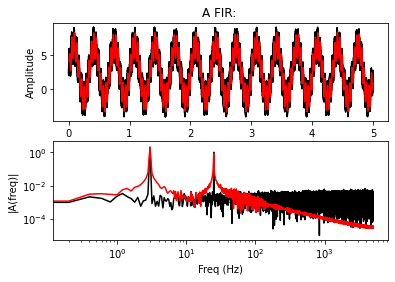 A FIR:
Amplitude
5
0
0 1 2 3 4 5
|A(freq)|
10⁰
10⁻²
10⁻⁴
10⁰ 10¹ 10² 10³
Freq (Hz)